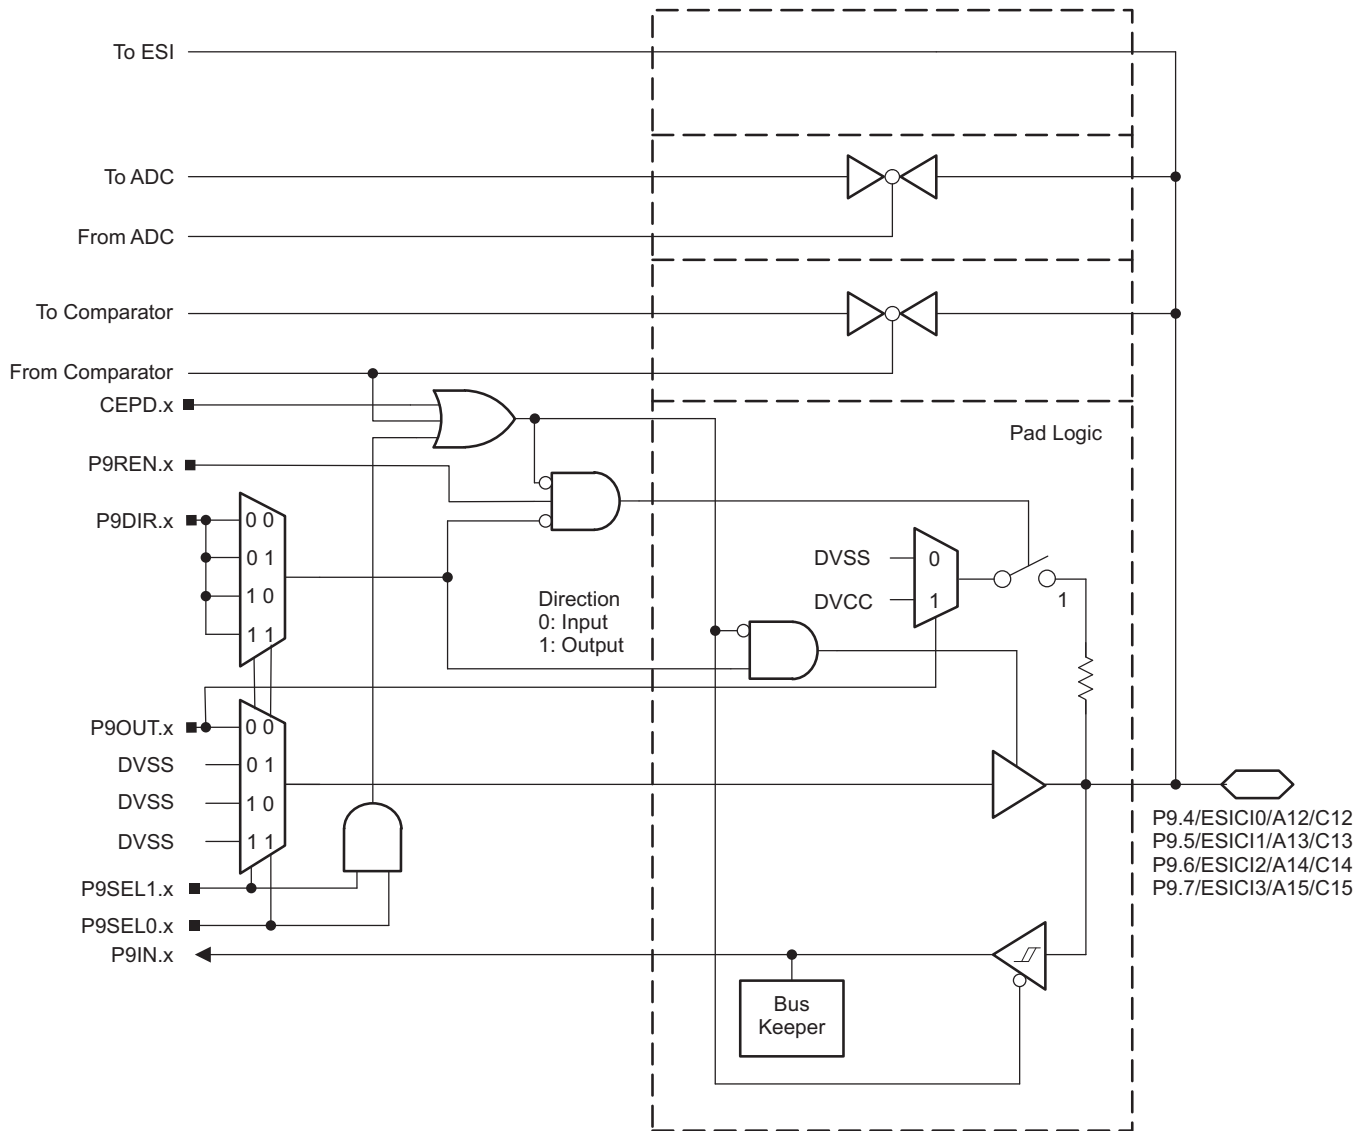 To ESI
To ADC
From ADC
To Comparator
From Comparator
CEPD.x
Pad Logic
P9REN.x
P9DIR.x
0 0
0 1
1 0
1 1
Direction
0: Input
1: Output
DVSS
0
DVCC
1
1
P9OUT.x
0 0
DVSS
0 1
DVSS
1 0
DVSS
1 1
P9SEL1.x
P9SEL0.x
P9IN.x
P9.4/ESICI0/A12/C12
P9.5/ESICI1/A13/C13
P9.6/ESICI2/A14/C14
P9.7/ESICI3/A15/C15
Bus
Keeper